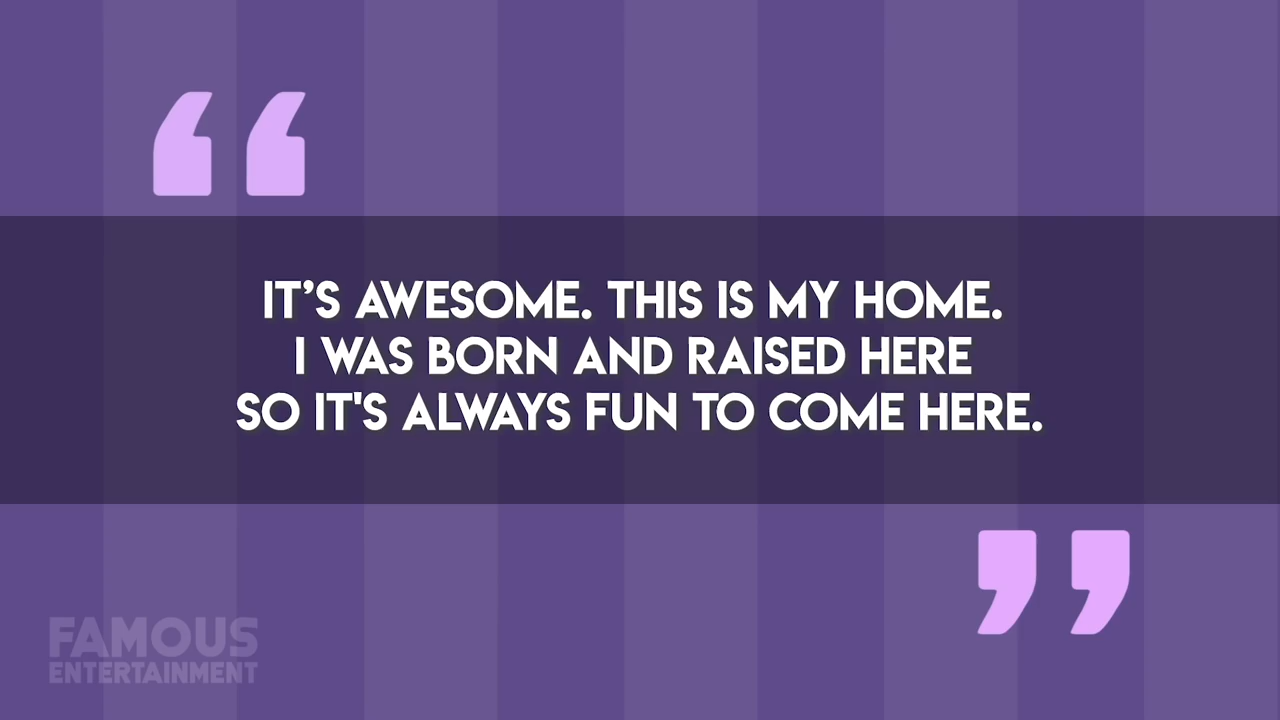 “
IT’S AWESOME. THIS IS MY HOME.
I WAS BORN AND RAISED HERE
SO IT'S ALWAYS FUN TO COME HERE.
”
FAMOUS
ENTERTAINMENT